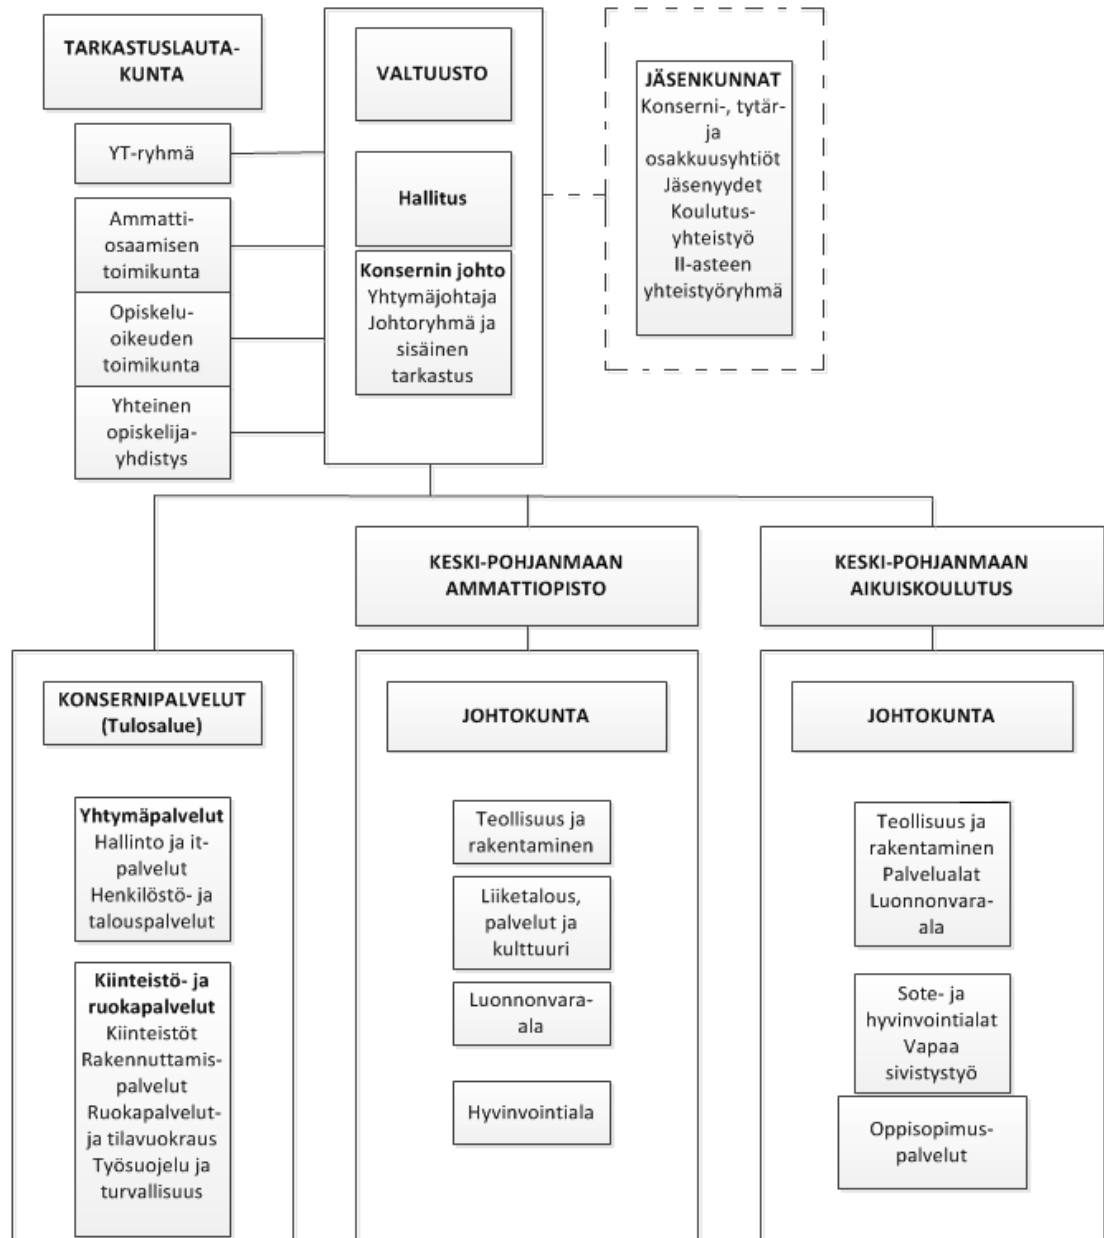 TARKASTUSLAUTA-
KUNTA
YT-ryhmä
Ammatti-
osaamisen
toimikunta
Opiskelu-
oikeuden
toimikunta
Yhteinen
opiskelija-
yhdistys
VALTUUSTO
Hallitus
Konsernin johto
Yhtymäjohtaja
Johtoryhmä ja
sisäinen
tarkastus
JÄSENKUNNAT
Konserni-, tytär-
ja
osakkuusyhtiöt
Jäsenyydet
Koulutus-
yhteistyö
II-asteen
yhteistyöryhmä
KONSERNIPALVELUT
(Tulosalue)
Yhtymäpalvelut
Hallinto ja it-
palvelut
Henkilöstö- ja
talouspalvelut
Kiinteistö- ja
ruokapalvelut
Kiinteistöt
Rakennuttamis-
palvelut
Ruokapalvelut-
ja tilavuokraus
Työsuojelu ja
turvallisuus
KESKI-POHJANMAAN
AMMATTIOPISTO
JOHTOKUNTA
Teollisuus ja
rakentaminen
Liiketalous,
palvelut ja
kulttuuri
Luonnonvara-
ala
Hyvinvointiala
KESKI-POHJANMAAN
AIKUISKOULUTUS
JOHTOKUNTA
Teollisuus ja
rakentaminen
Palvelualat
Luonnonvara-
ala
Sote- ja
hyvinvointialat
Vapaa
sivistystyö
Oppisopimus-
palvelut